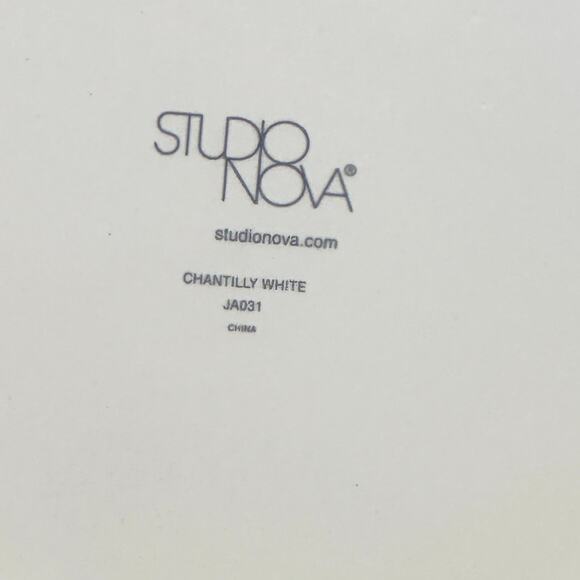 STUDIO
NOVA®
studionova.com
CHANTILLY WHITE
JA031
CHINA